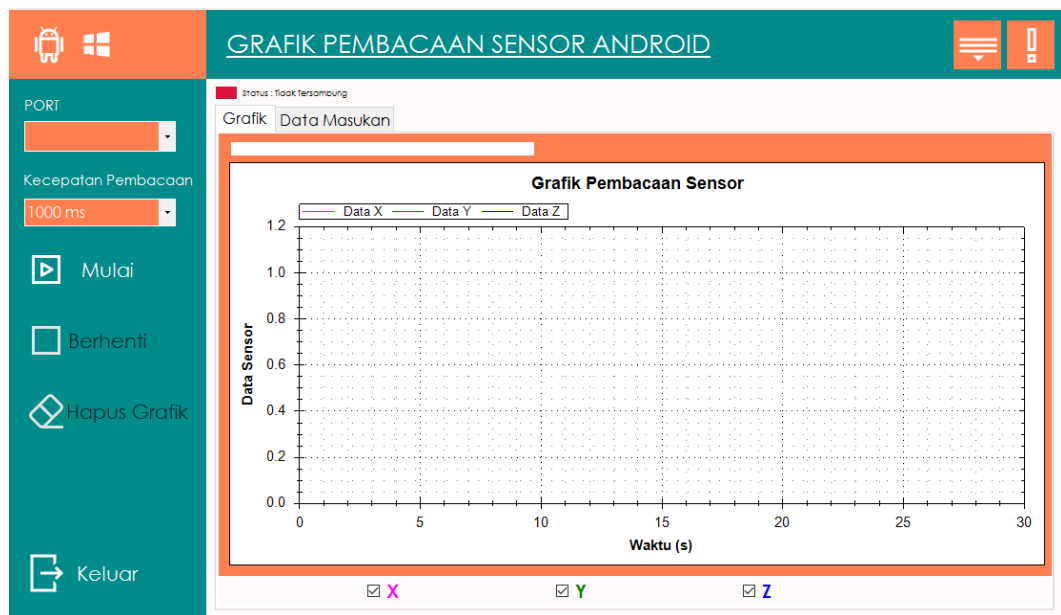 GRAFIK PEMBACAAN SENSOR ANDROID
PORT
Kecepatan Pembacaan
1000 ms
Mulai
Berhenti
Hapus Grafik
Keluar
Status : Tidak Tersambung
Grafik Data Masukan
Grafik Pembacaan Sensor
Data X Data Y Data Z
1.2
1.0
0.8
0.6
0.4
0.2
0.0
Data Sensor
0 5 10 15 20 25 30
Waktu (s)
X Y Z